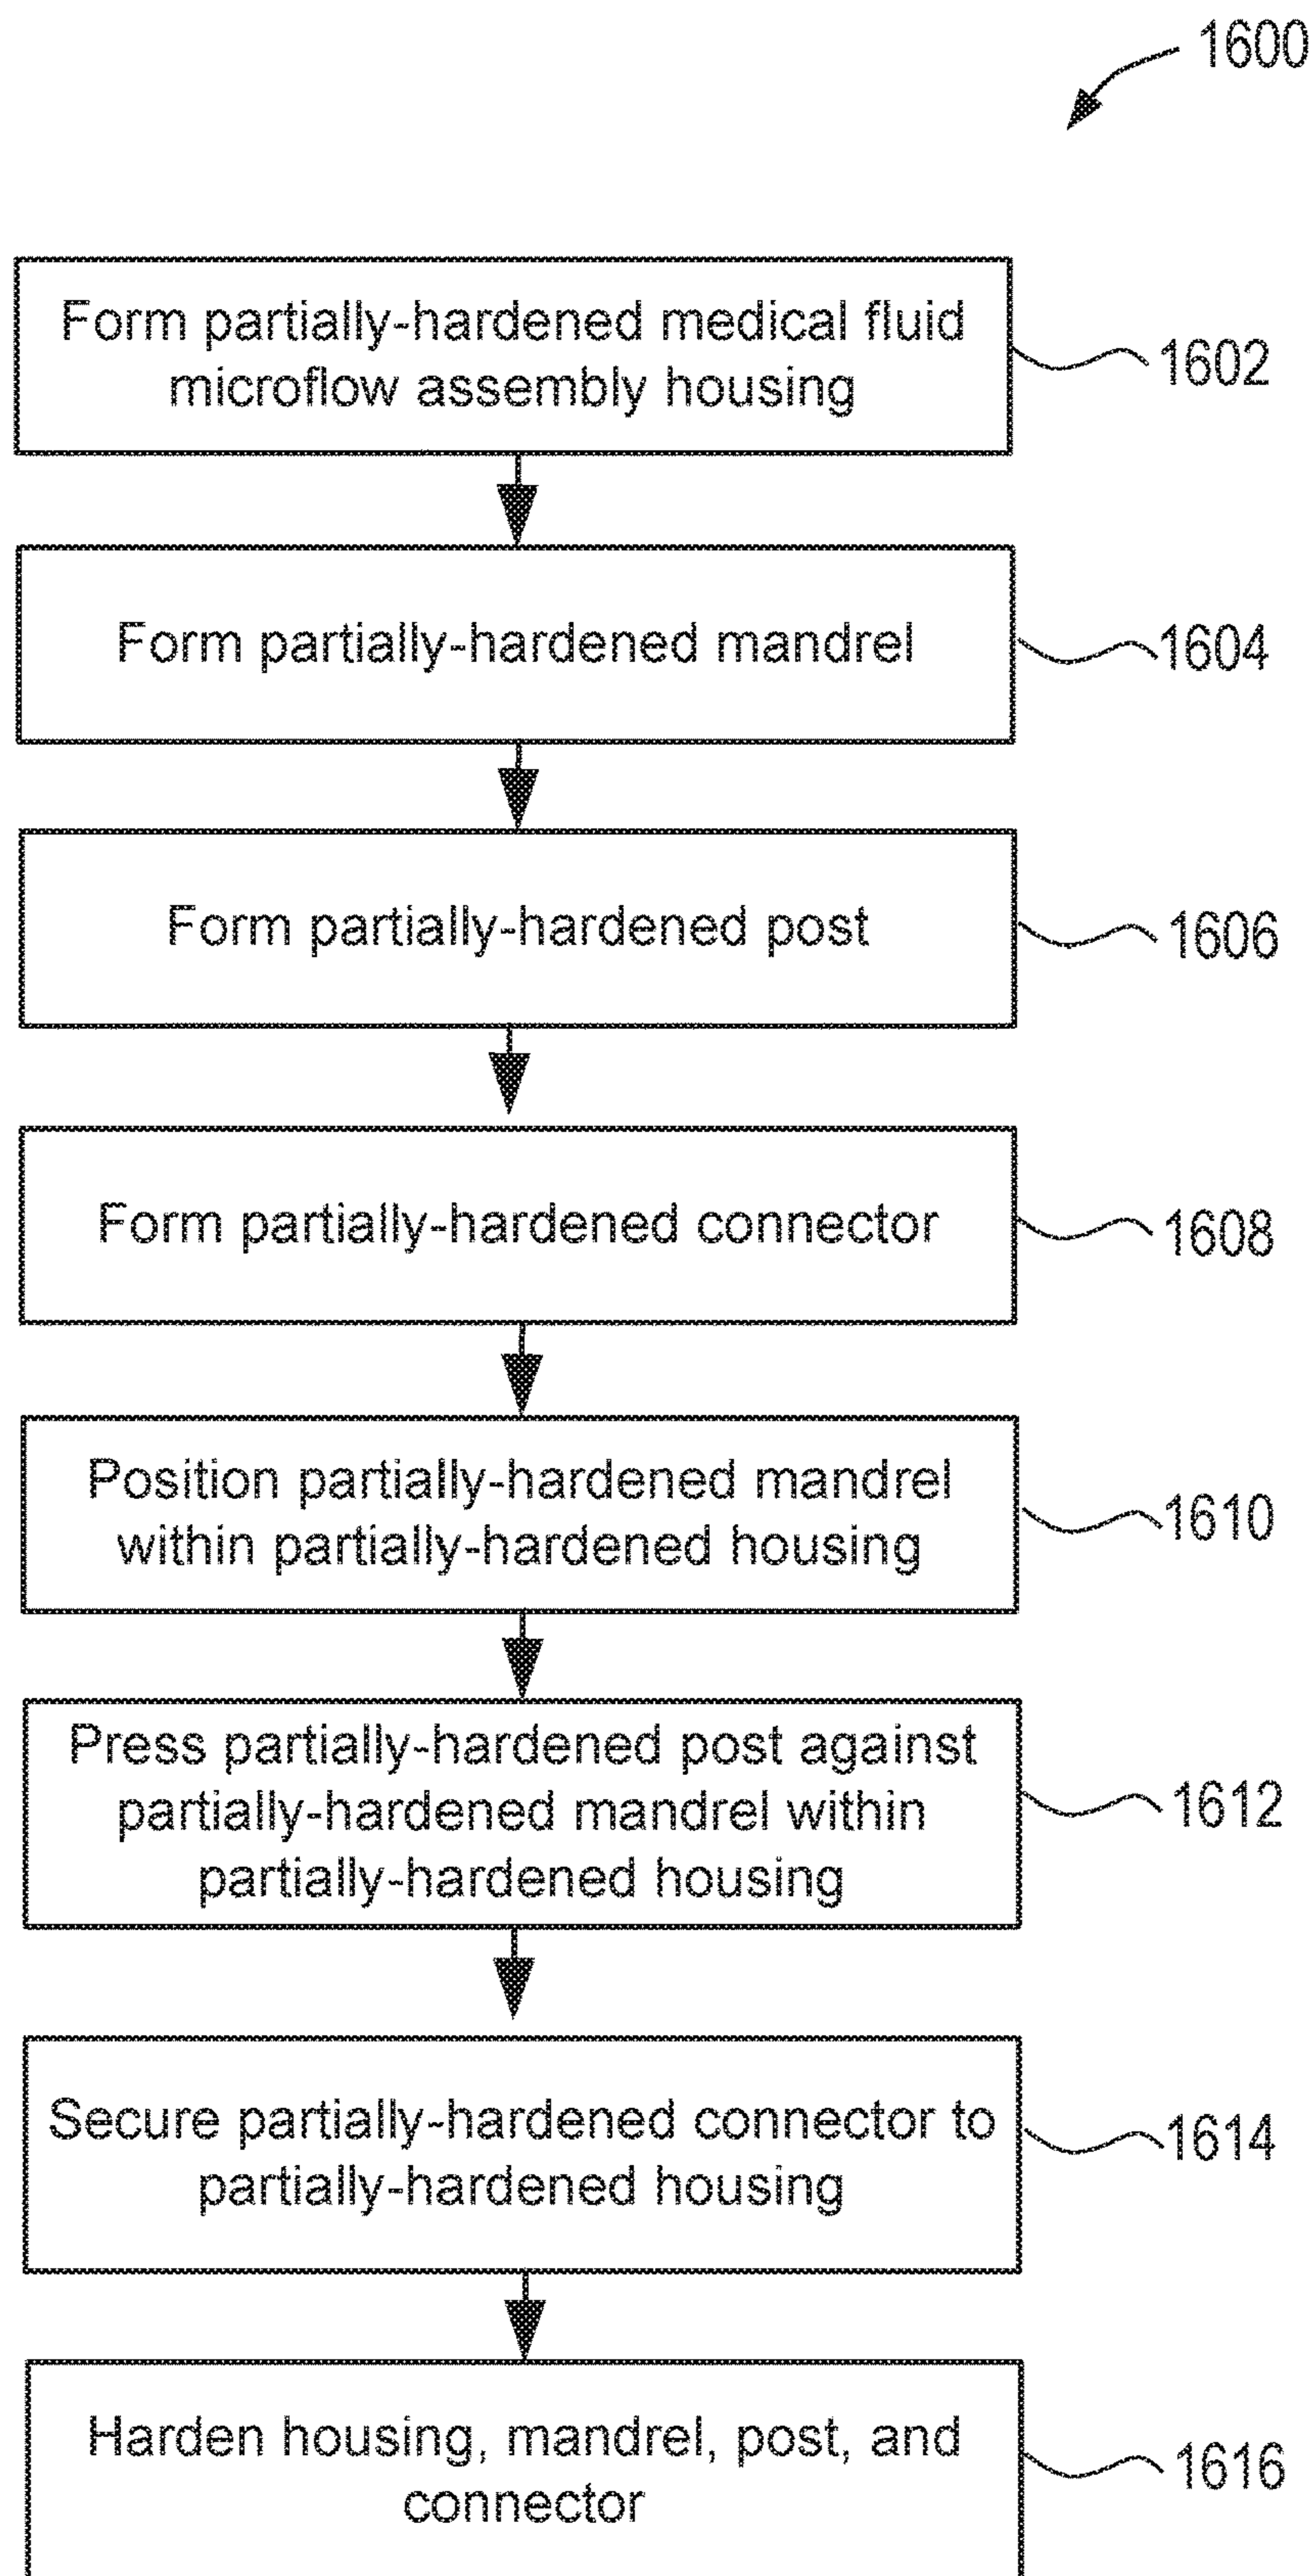 1600
Form partially-hardened medical fluid
microflow assembly housing
1602
Form partially-hardened mandrel
1604
Form partially-hardened post
1606
Form partially-hardened connector
1608
Position partially-hardened mandrel
within partially-hardened housing
1610
Press partially-hardened post against
partially-hardened mandrel within
partially-hardened housing
1612
Secure partially-hardened connector to
partially-hardened housing
1614
Harden housing, mandrel, post, and
connector
1616